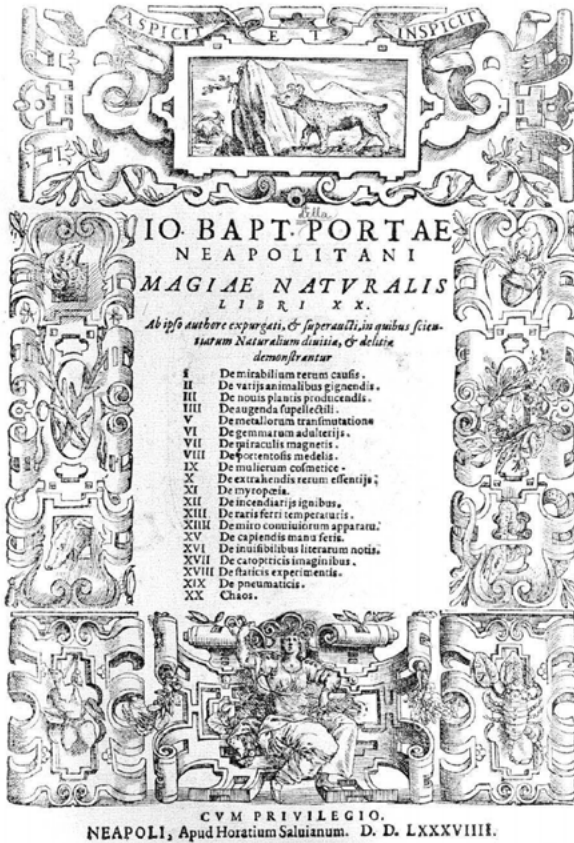 ASPICIT ET INSPICIT
della
IO. BAPT. PORTAE
NEAPOLITANI
MAGIAE NATVRALIS
LIBRI XX.
Ab ipso authore expurgati, & superaucti, in quibus scien-
tiarum Naturalium diuitiæ, & delitiæ
demonstrantur
I De mirabilium rerum causis.
II De varijs animalibus gignendis.
III De nouis plantis producendis.
IIII De augenda supellectili.
V De metallorum transmutatione
VI De gemmarum adulterijs.
VII De miraculis magnetis.
VIII De portentosis medelis.
IX De mulierum cosmetice.
X De extrahendis rerum essentijs.
XI De myropœia.
XII De incendiarijs ignibus.
XIII De raris ferri temperaturis.
XIIII De miro conuiuiorum apparatu.
XV De capiendis manu feris.
XVI De inuisibilibus literarum notis.
XVII De catoptricis imaginibus.
XVIII De staticis experimentis.
XIX De pneumaticis.
XX Chaos.
CVM PRIVILEGIO.
NEAPOLI, Apud Horatium Saluianum. D. D. LXXXVIIII.